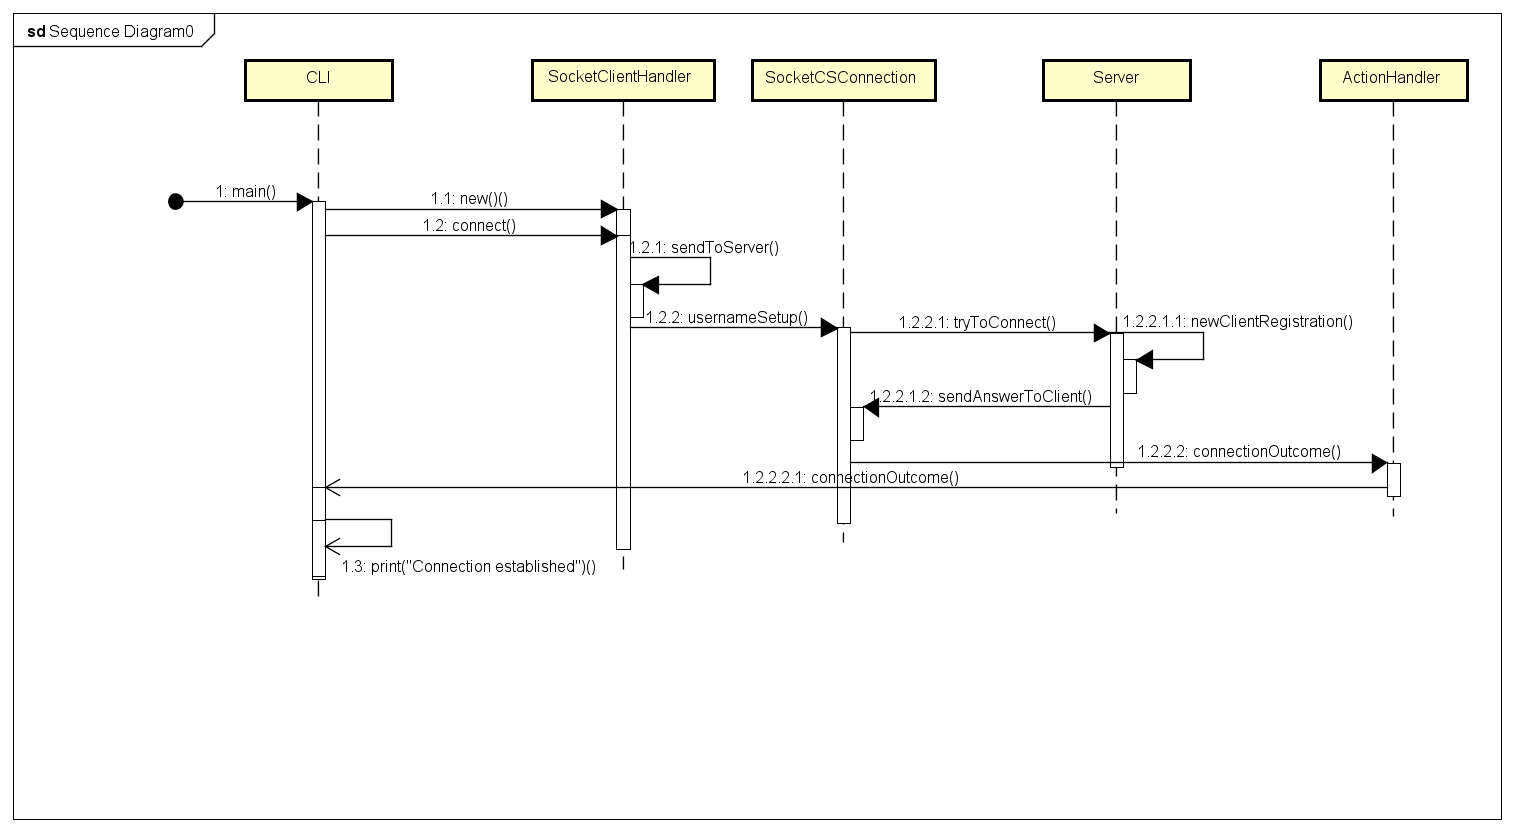 sd Sequence Diagram0
CLI
SocketClientHandler
SocketCSConnection
Server
ActionHandler
1: main()
1.1: new()()
1.2: connect()
1.2.1: sendToServer()
1.2.2: usernameSetup()
1.2.2.1: tryToConnect()
1.2.2.1.1: newClientRegistration()
1.2.2.1.2: sendAnswerToClient()
1.2.2.2: connectionOutcome()
1.2.2.2.1: connectionOutcome()
1.3: print("Connection established")()